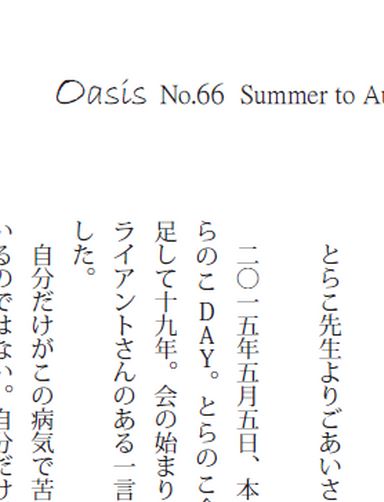 Oasis No.66 Summer to Au
とらこ先生よりごあいさ
二〇一五年五月五日、本
らのこDAY。とらのこ会
足して十九年。会の始まり
ライアントさんのある一言
した。
自分だけがこの病気で苦
いるのではない。自分だけ